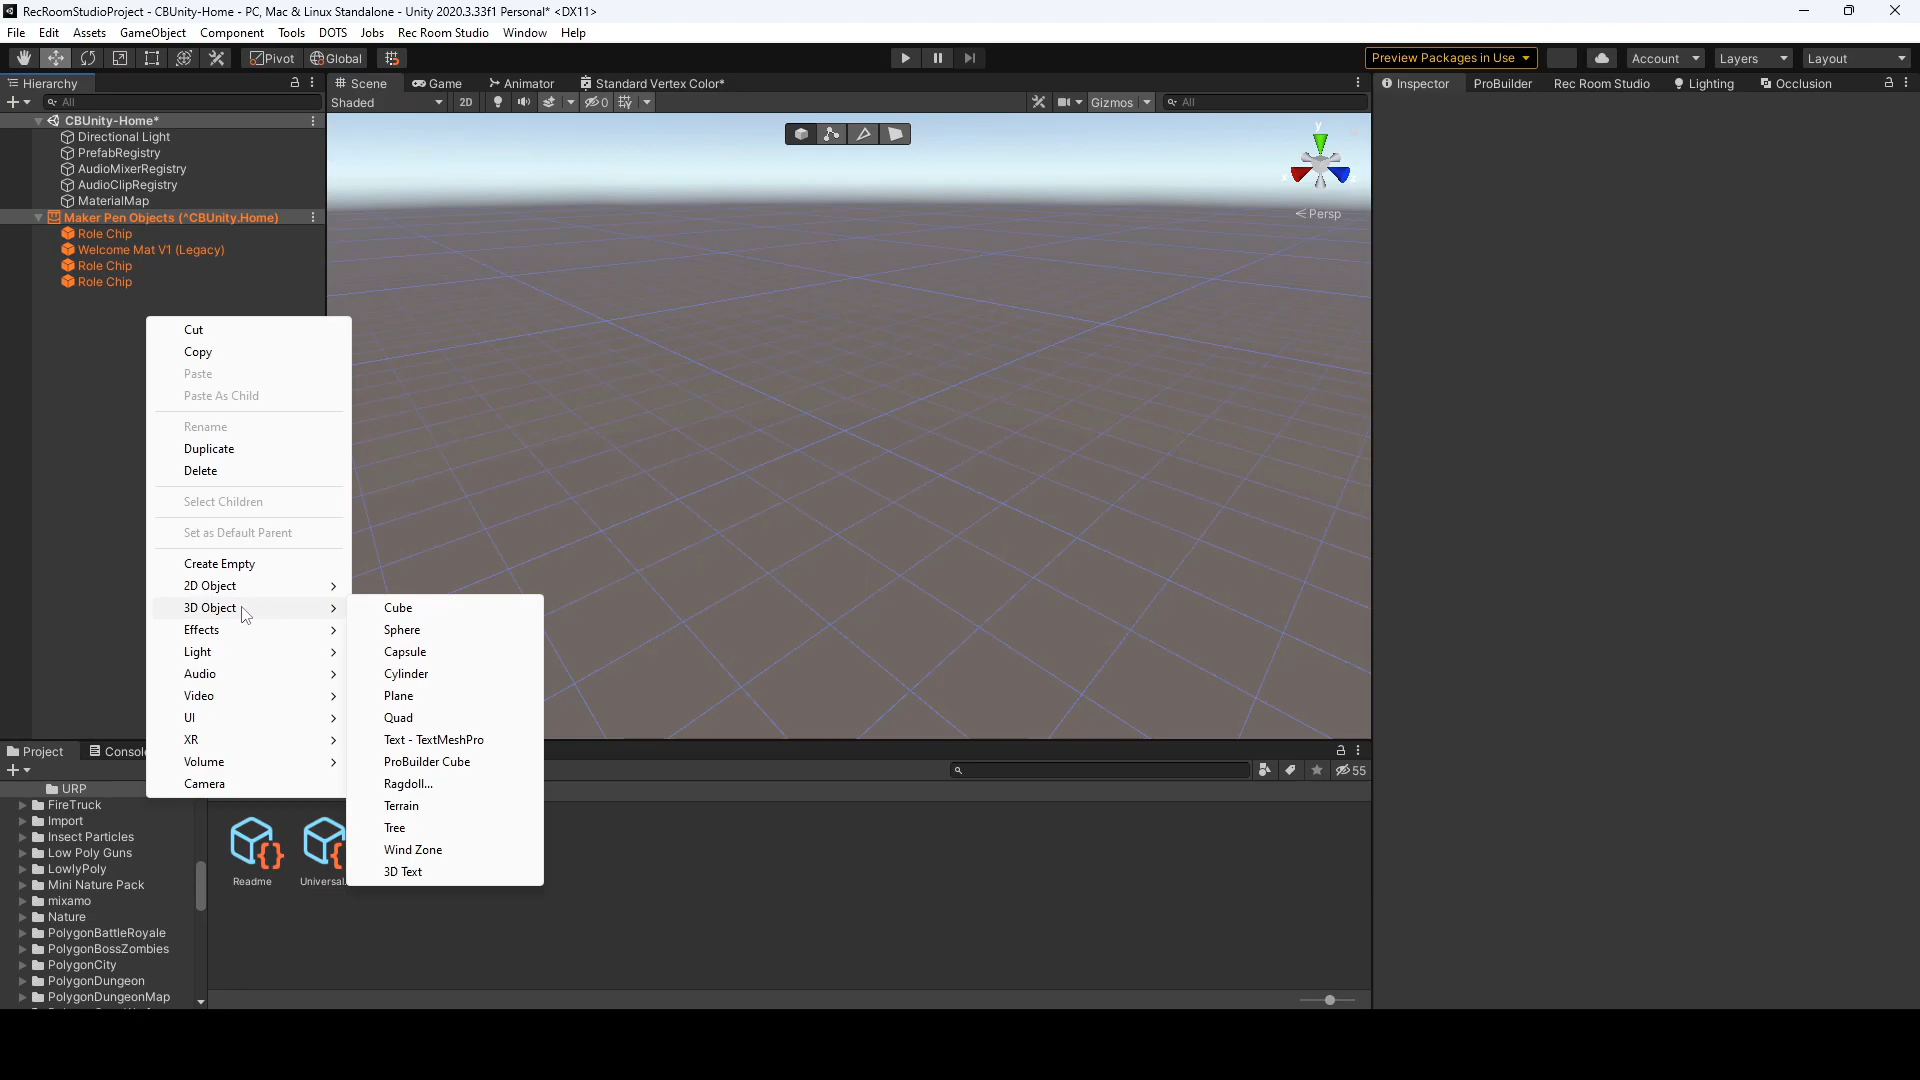 RecRoomStudioProject - CBUnity-Home - PC, Mac & Linux Standalone - Unity 2020.3.33f1 Personal* <DX11>
File Edit Assets GameObject Component Tools DOTS Jobs Rec Room Studio Window Help
Pivot Global Preview Packages in Use Account Layers Layout
Hierarchy Scene Game Animator Standard Vertex Color* Inspector ProBuilder Rec Room Studio Lighting Occlusion
All Shaded 2D 0 Gizmos All
CBUnity-Home*
Directional Light
PrefabRegistry
AudioMixerRegistry
AudioClipRegistry
MaterialMap
Maker Pen Objects (^CBUnity.Home)
Role Chip
Welcome Mat V1 (Legacy)
Role Chip
Role Chip
y
x
Persp
Cut
Copy
Paste
Paste As Child
Rename
Duplicate
Delete
Select Children
Set as Default Parent
Create Empty
2D Object
3D Object
Effects
Light
Audio
Video
UI
XR
Volume
Camera
Cube
Sphere
Capsule
Cylinder
Plane
Quad
Text - TextMeshPro
ProBuilder Cube
Ragdoll...
Terrain
Tree
Wind Zone
3D Text
Project Console
55
URP
FireTruck
Import
Insect Particles
Low Poly Guns
LowlyPoly
Mini Nature Pack
mixamo
Nature
PolygonBattleRoyale
PolygonBossZombies
PolygonCity
PolygonDungeon
PolygonDungeonMap
Readme Universal